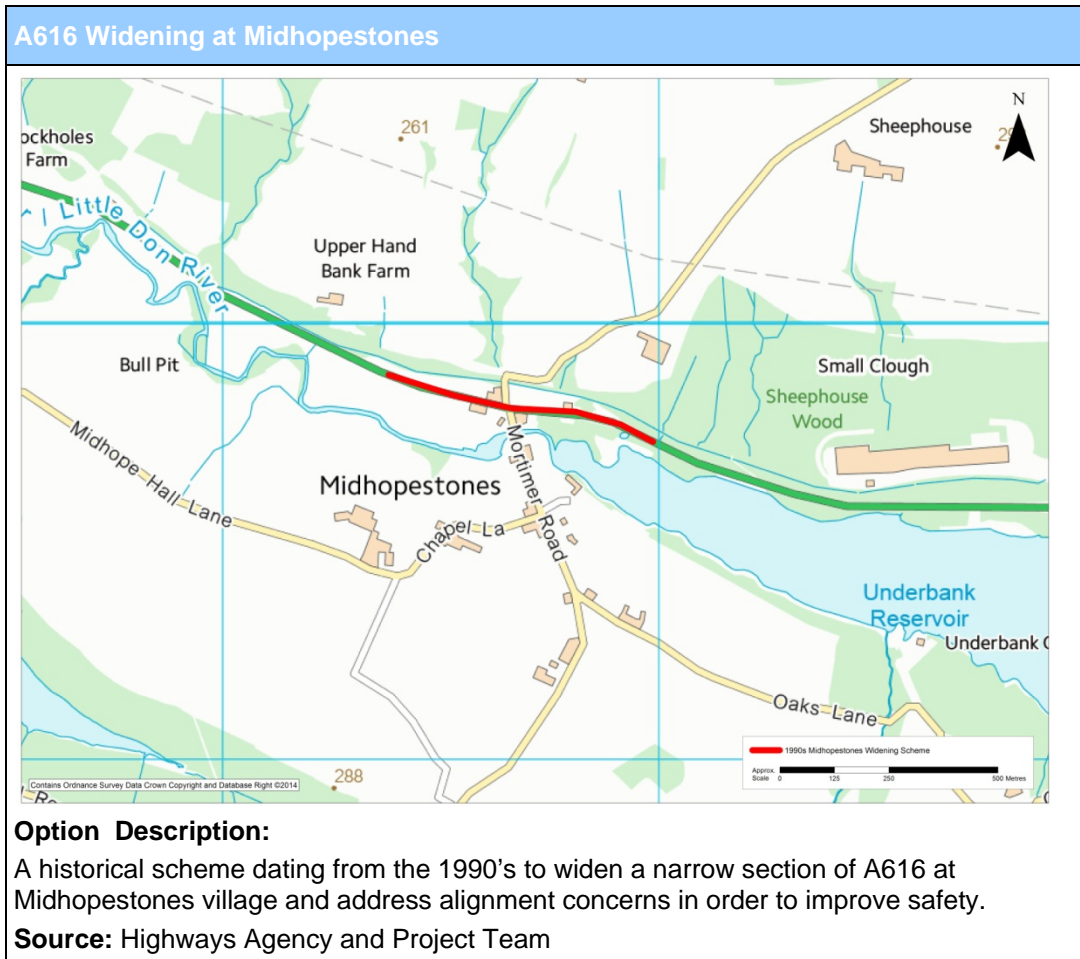 A616 Widening at Midhopestones
N
261
Sheephouse
ockholes
Farm
r / Little Don River
Upper Hand
Bank Farm
Bull Pit
Small Clough
Sheephouse
Wood
Midhope Hall Lane
Midhopestones
Mortimer Road
Chapel La
Underbank
Reservoir
Underbank
Oaks Lane
1990s Midhopestones Widening Scheme
Approx.
Scale 0 125 250 500 Metres
Contains Ordnance Survey Data Crown Copyright and Database Right ©2014
288
Option Description:
A historical scheme dating from the 1990's to widen a narrow section of A616 at
Midhopestones village and address alignment concerns in order to improve safety.
Source: Highways Agency and Project Team